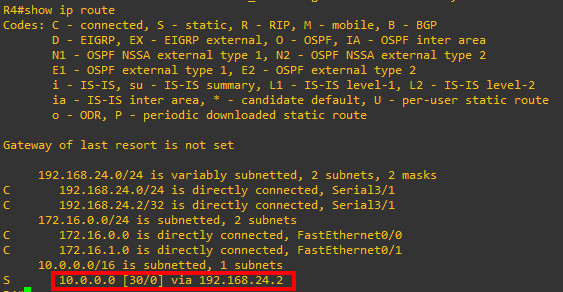 R4#show ip route
Codes: C - connected, S - static, R - RIP, M - mobile, B - BGP
D - EIGRP, EX - EIGRP external, O - OSPF, IA - OSPF inter area
N1 - OSPF NSSA external type 1, N2 - OSPF NSSA external type 2
E1 - OSPF external type 1, E2 - OSPF external type 2
i - IS-IS, su - IS-IS summary, L1 - IS-IS level-1, L2 - IS-IS level-2
ia - IS-IS inter area, * - candidate default, U - per-user static route
o - ODR, P - periodic downloaded static route
Gateway of last resort is not set
192.168.24.0/24 is variably subnetted, 2 subnets, 2 masks
C 192.168.24.0/24 is directly connected, Serial3/1
C 192.168.24.2/32 is directly connected, Serial3/1
172.16.0.0/24 is subnetted, 2 subnets
C 172.16.0.0 is directly connected, FastEthernet0/0
C 172.16.1.0 is directly connected, FastEthernet0/1
10.0.0.0/16 is subnetted, 1 subnets
S 10.0.0.0 [30/0] via 192.168.24.2